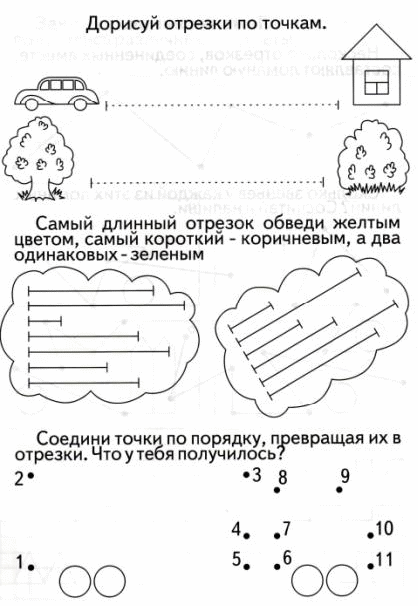 Дорисуй отрезки по точкам.
Самый длинный отрезок обведи желтым
цветом, самый короткий - коричневым, а два
одинаковых - зеленым
Соедини точки по порядку, превращая их в
отрезки. Что у тебя получилось?
2 3 8 9
4 7 10
1 5 6 11